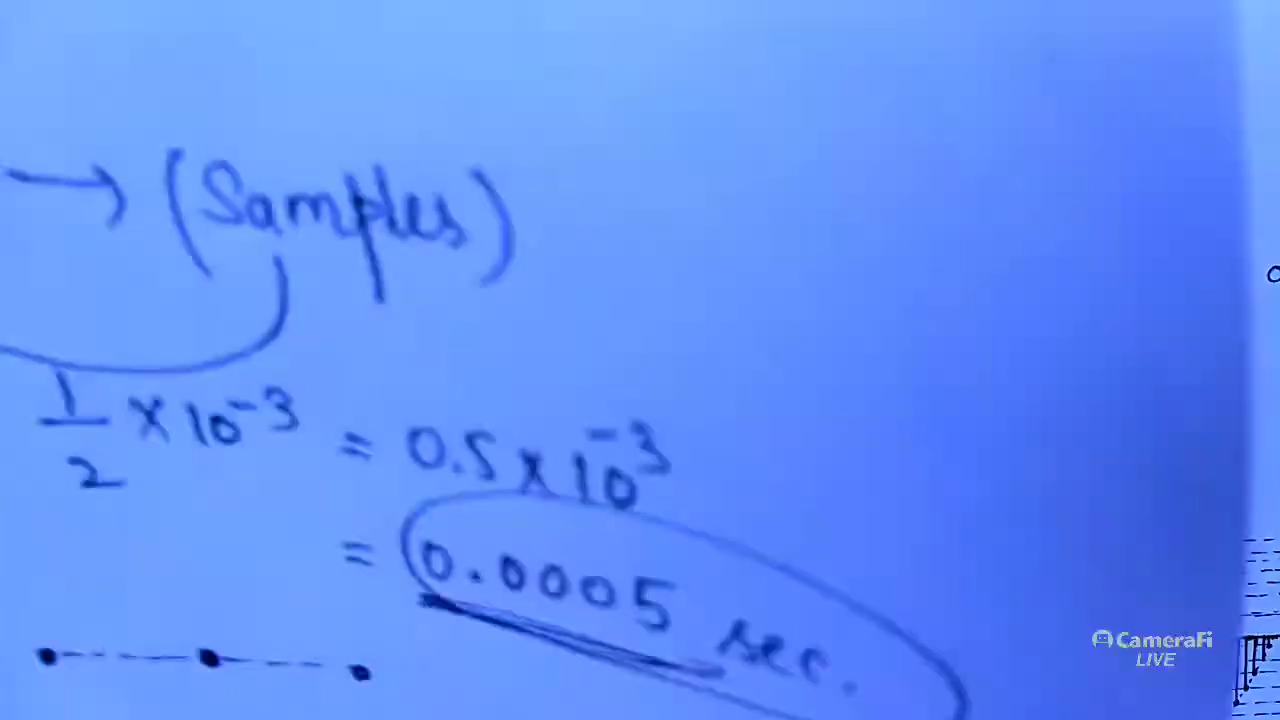 → (Samples)
1/2 × 10⁻³ = 0.5 × 10⁻³
= 0.0005 sec.
CameraFi
LIVE